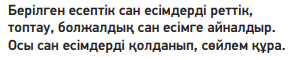 Берілген есептік сан есімдерді реттік,
топтау, болжалдық сан есімге айналдыр.
Осы сан есімдерді қолданып, сөйлем құра.